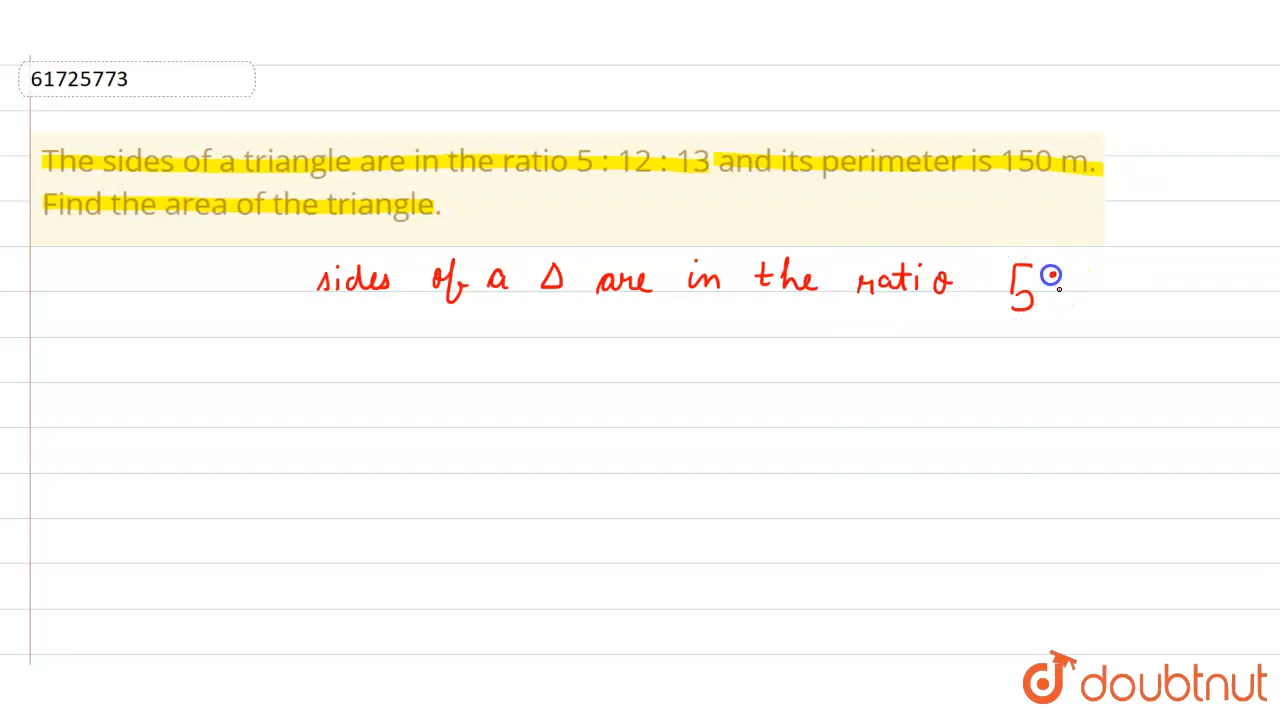 61725773
The sides of a triangle are in the ratio 5 : 12 : 13 and its perimeter is 150 m.
Find the area of the triangle.
sides of a Δ are in the ratio 5
doubtnut